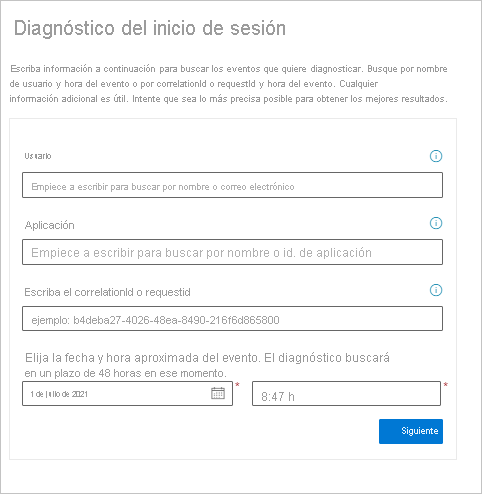 Diagnóstico del inicio de sesión
Escriba información a continuación para buscar los eventos que quiere diagnosticar. Busque por nombre
de usuario y hora del evento o por correlationId o requestId y hora del evento. Cualquier
información adicional es útil. Intente que sea lo más precisa posible para obtener los mejores resultados.
Usuario
Empiece a escribir para buscar por nombre o correo electrónico
Aplicación
Empiece a escribir para buscar por nombre o id. de aplicación
Escriba el correlationId o requestid
ejemplo: b4deba27-4026-48ea-8490-216f6d865800
Elija la fecha y hora aproximada del evento. El diagnóstico buscará
en un plazo de 48 horas en ese momento.
1 de julio de 2021 *
8:47 h *
Siguiente